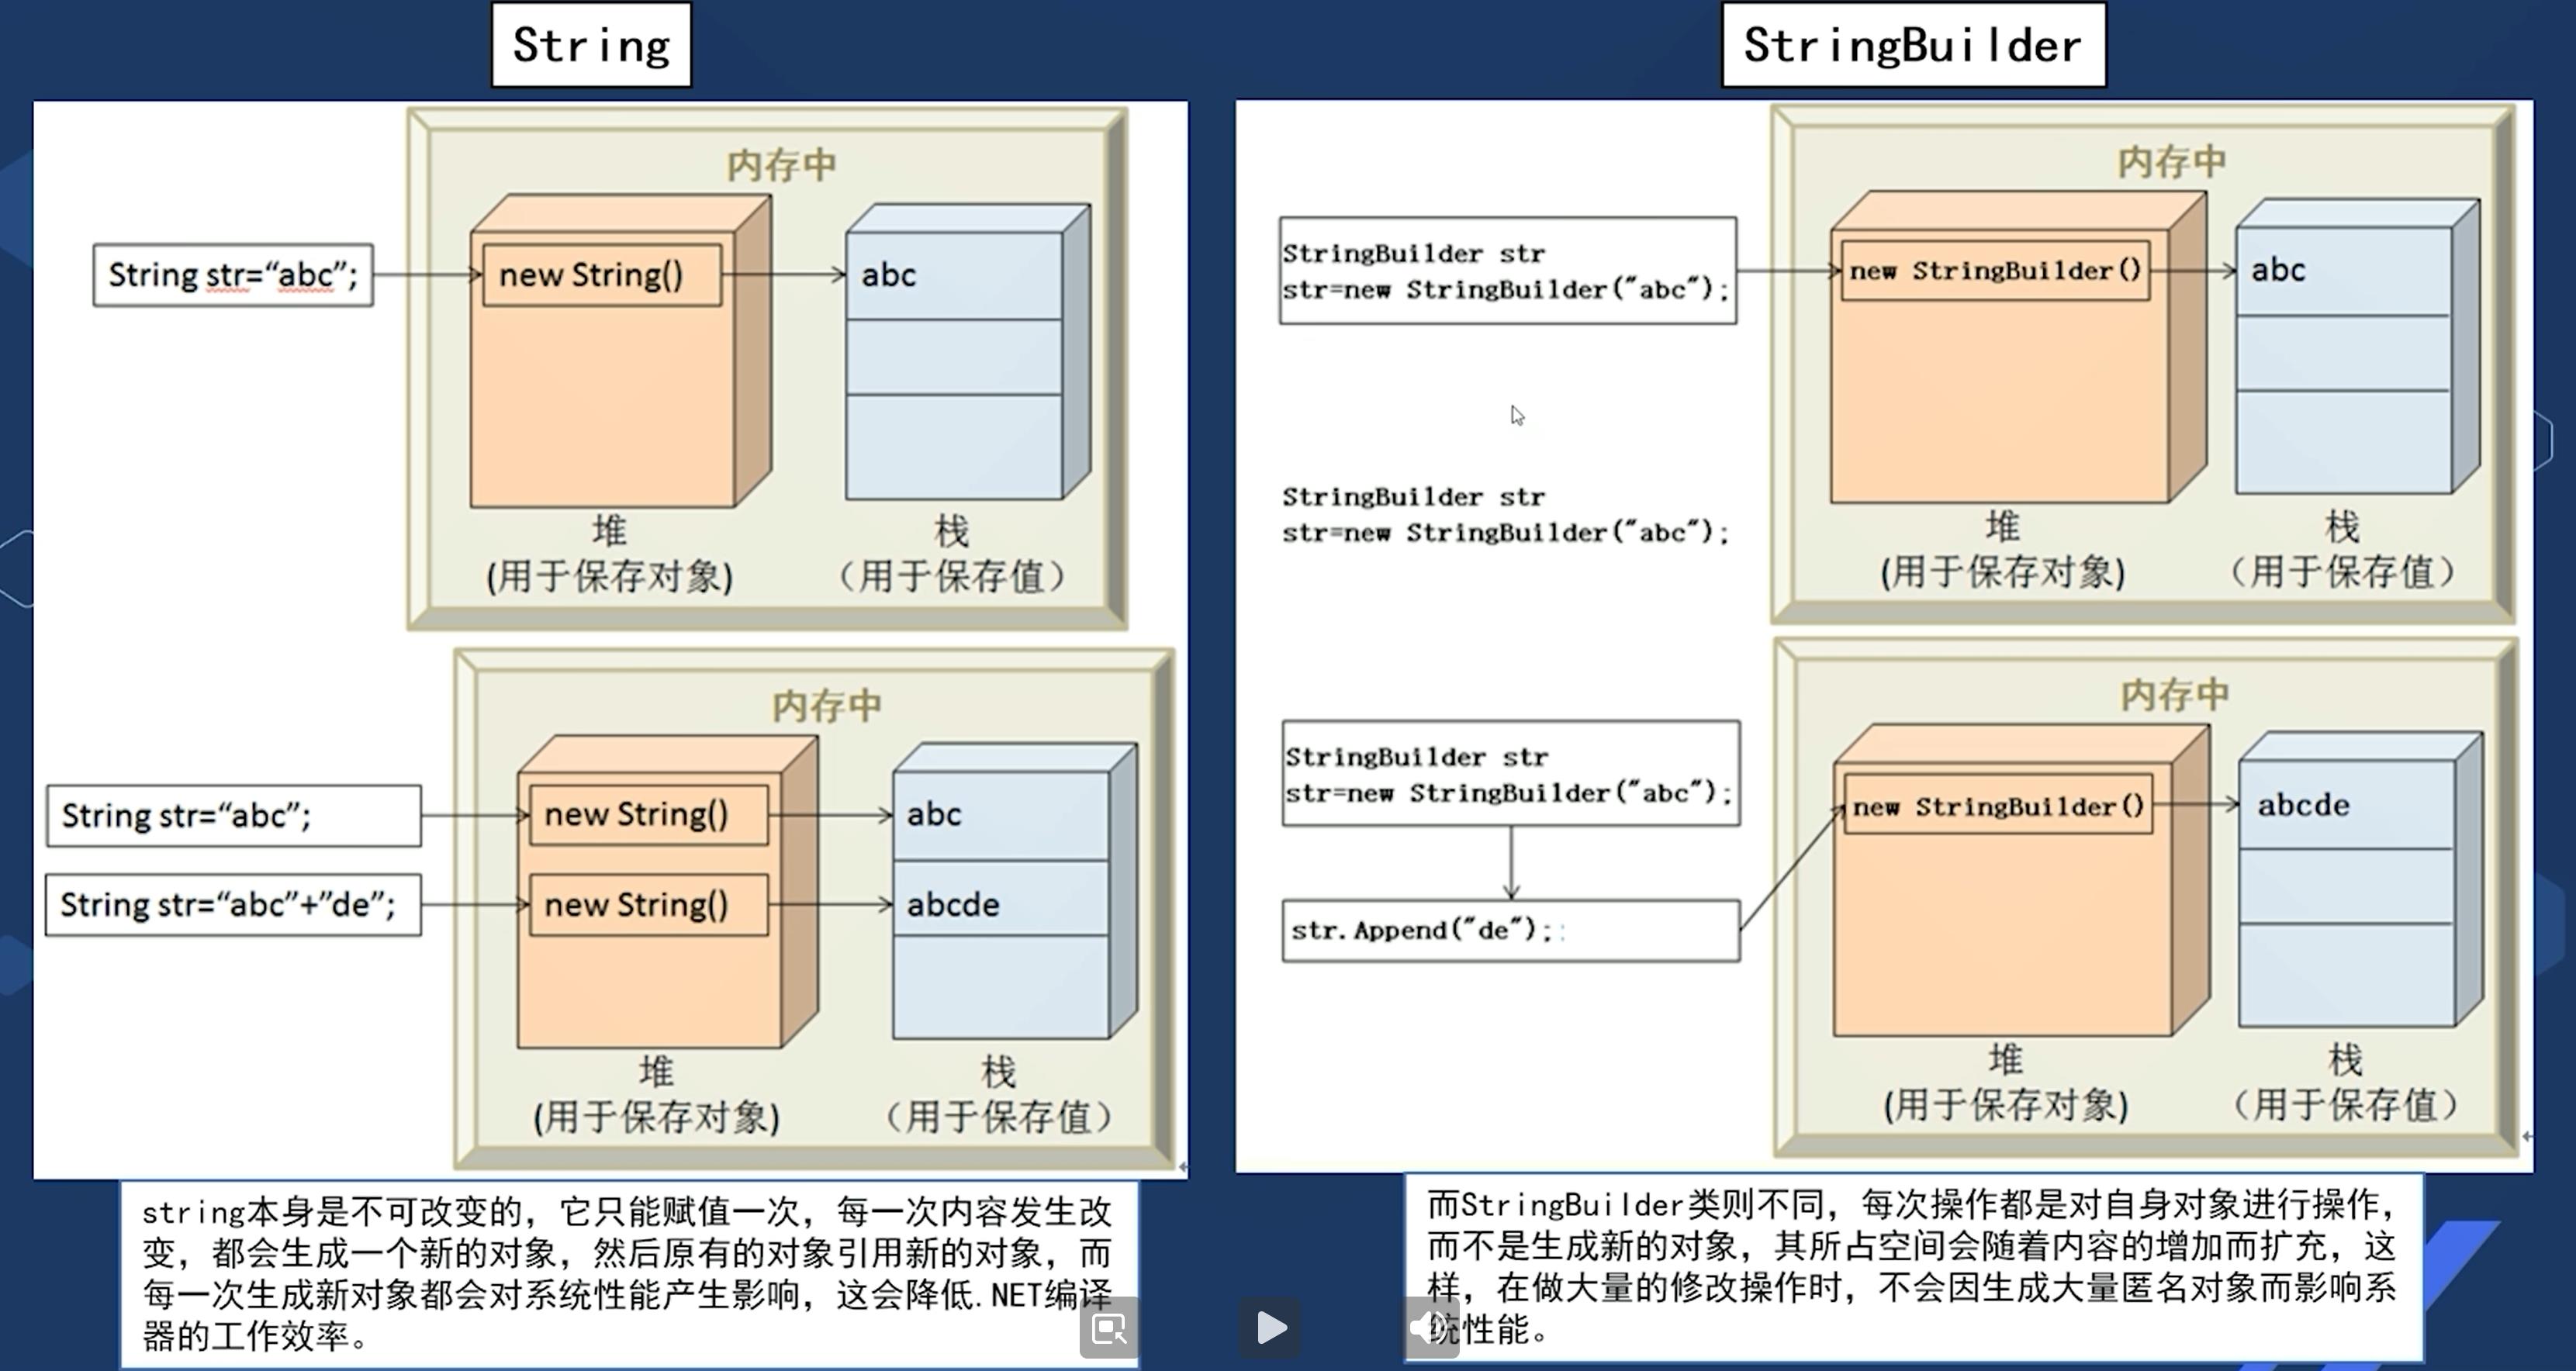 String
内存中
String str=“abc”;
new String()
abc
堆
栈
(用于保存对象)
（用于保存值）
内存中
String str=“abc”;
new String()
abc
String str=“abc”+”de”;
new String()
abcde
堆
栈
(用于保存对象)
（用于保存值）
string本身是不可改变的，它只能赋值一次，每一次内容发生改
变，都会生成一个新的对象，然后原有的对象引用新的对象，而
每一次生成新对象都会对系统性能产生影响，这会降低.NET编译
器的工作效率。
StringBuilder
内存中
StringBuilder str
str=new StringBuilder("abc");
new StringBuilder()
abc
StringBuilder str
str=new StringBuilder("abc");
堆
栈
(用于保存对象)
（用于保存值）
内存中
StringBuilder str
str=new StringBuilder("abc");
new StringBuilder()
abcde
str.Append("de");
堆
栈
(用于保存对象)
（用于保存值）
而StringBuilder类则不同，每次操作都是对自身对象进行操作，
而不是生成新的对象，其所占空间会随着内容的增加而扩充，这
样，在做大量的修改操作时，不会因生成大量匿名对象而影响系
统性能。